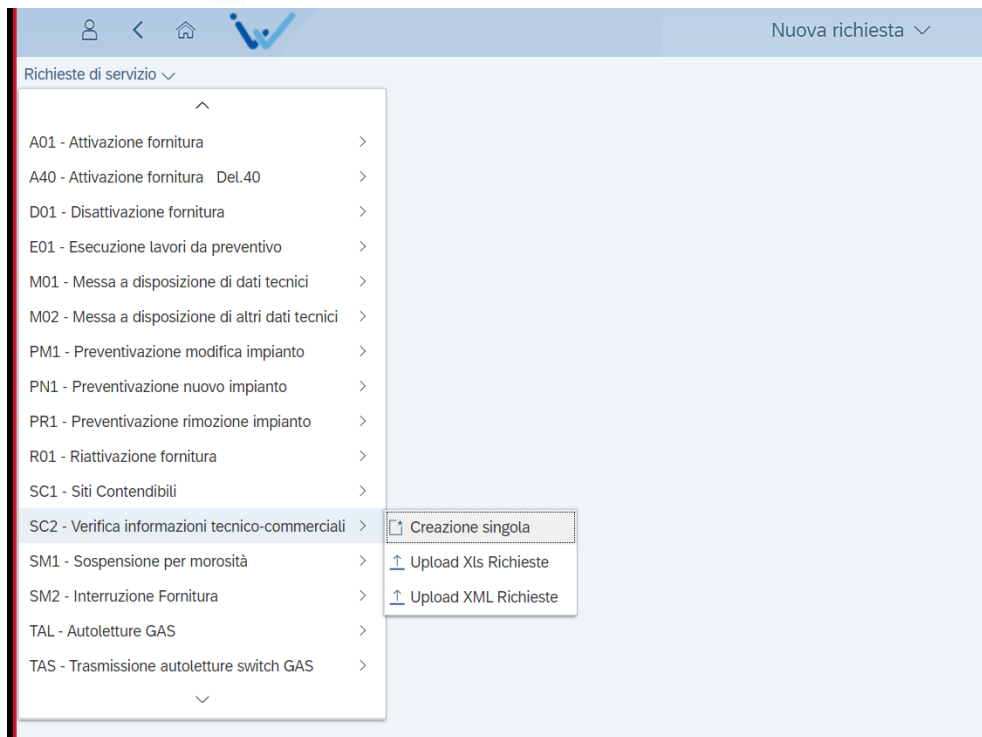 Nuova richiesta
Richieste di servizio
A01 - Attivazione fornitura
A40 - Attivazione fornitura Del.40
D01 - Disattivazione fornitura
E01 - Esecuzione lavori da preventivo
M01 - Messa a disposizione di dati tecnici
M02 - Messa a disposizione di altri dati tecnici
PM1 - Preventivazione modifica impianto
PN1 - Preventivazione nuovo impianto
PR1 - Preventivazione rimozione impianto
R01 - Riattivazione fornitura
SC1 - Siti Contendibili
SC2 - Verifica informazioni tecnico-commerciali
Creazione singola
SM1 - Sospensione per morosità
Upload Xls Richieste
SM2 - Interruzione Fornitura
Upload XML Richieste
TAL - Autoletture GAS
TAS - Trasmissione autoletture switch GAS